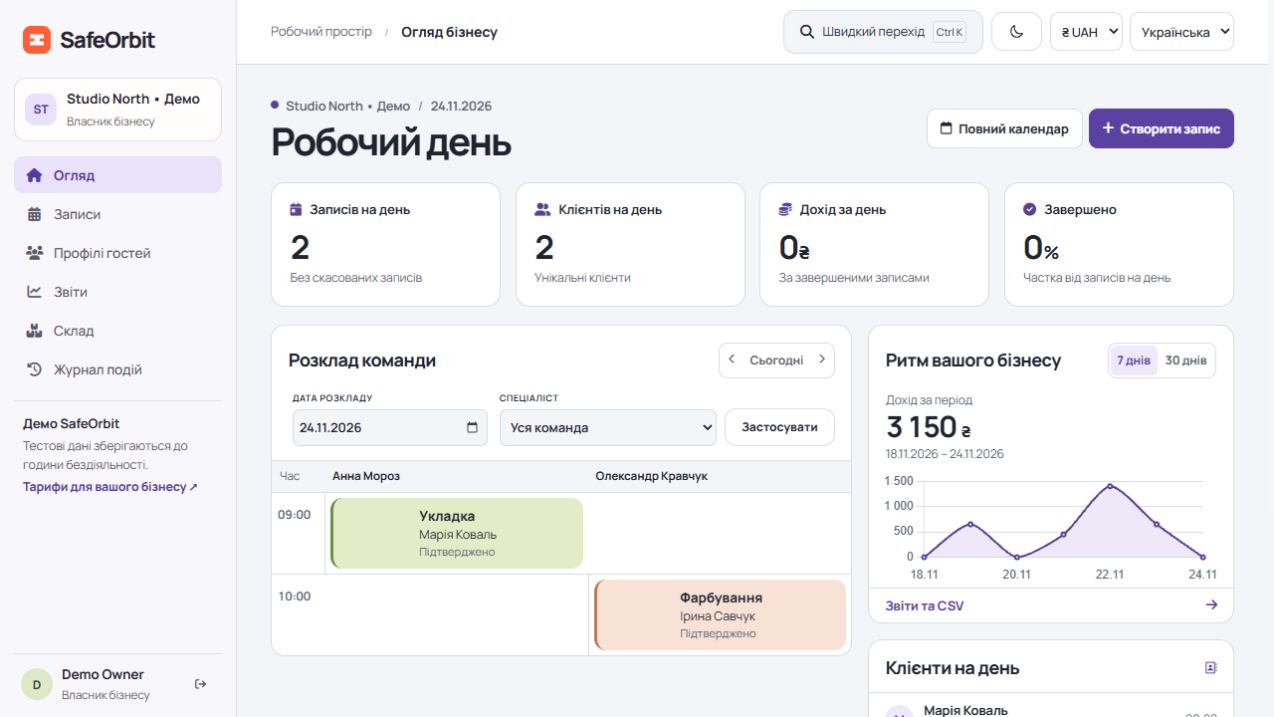 SafeOrbit
ST
Studio North • Демо
Власник бізнесу
Огляд
Записи
Профілі гостей
Звіти
Склад
Журнал подій
Демо SafeOrbit
Тестові дані зберігаються до
години бездіяльності.
Тарифи для вашого бізнесу ↗
D
Demo Owner
Власник бізнесу
Робочий простір / Огляд бізнесу
Швидкий перехід Ctrl K
₴ UAH
Українська
Studio North • Демо / 24.11.2026
Робочий день
Повний календар
+ Створити запис
Записів на день
2
Без скасованих записів
Клієнтів на день
2
Унікальні клієнти
Дохід за день
0₴
За завершеними записами
Завершено
0%
Частка від записів на день
Розклад команди
Сьогодні
ДАТА РОЗКЛАДУ
24.11.2026
СПЕЦІАЛІСТ
Уся команда
Застосувати
Час Анна Мороз Олександр Кравчук
09:00
Укладка
Марія Коваль
Підтверджено
10:00
Фарбування
Ірина Савчук
Підтверджено
Ритм вашого бізнесу
7 днів 30 днів
Дохід за період
3 150 ₴
18.11.2026 – 24.11.2026
1 500
1 000
500
0
18.11 20.11 22.11 24.11
Звіти та CSV
Клієнти на день
Марія Коваль